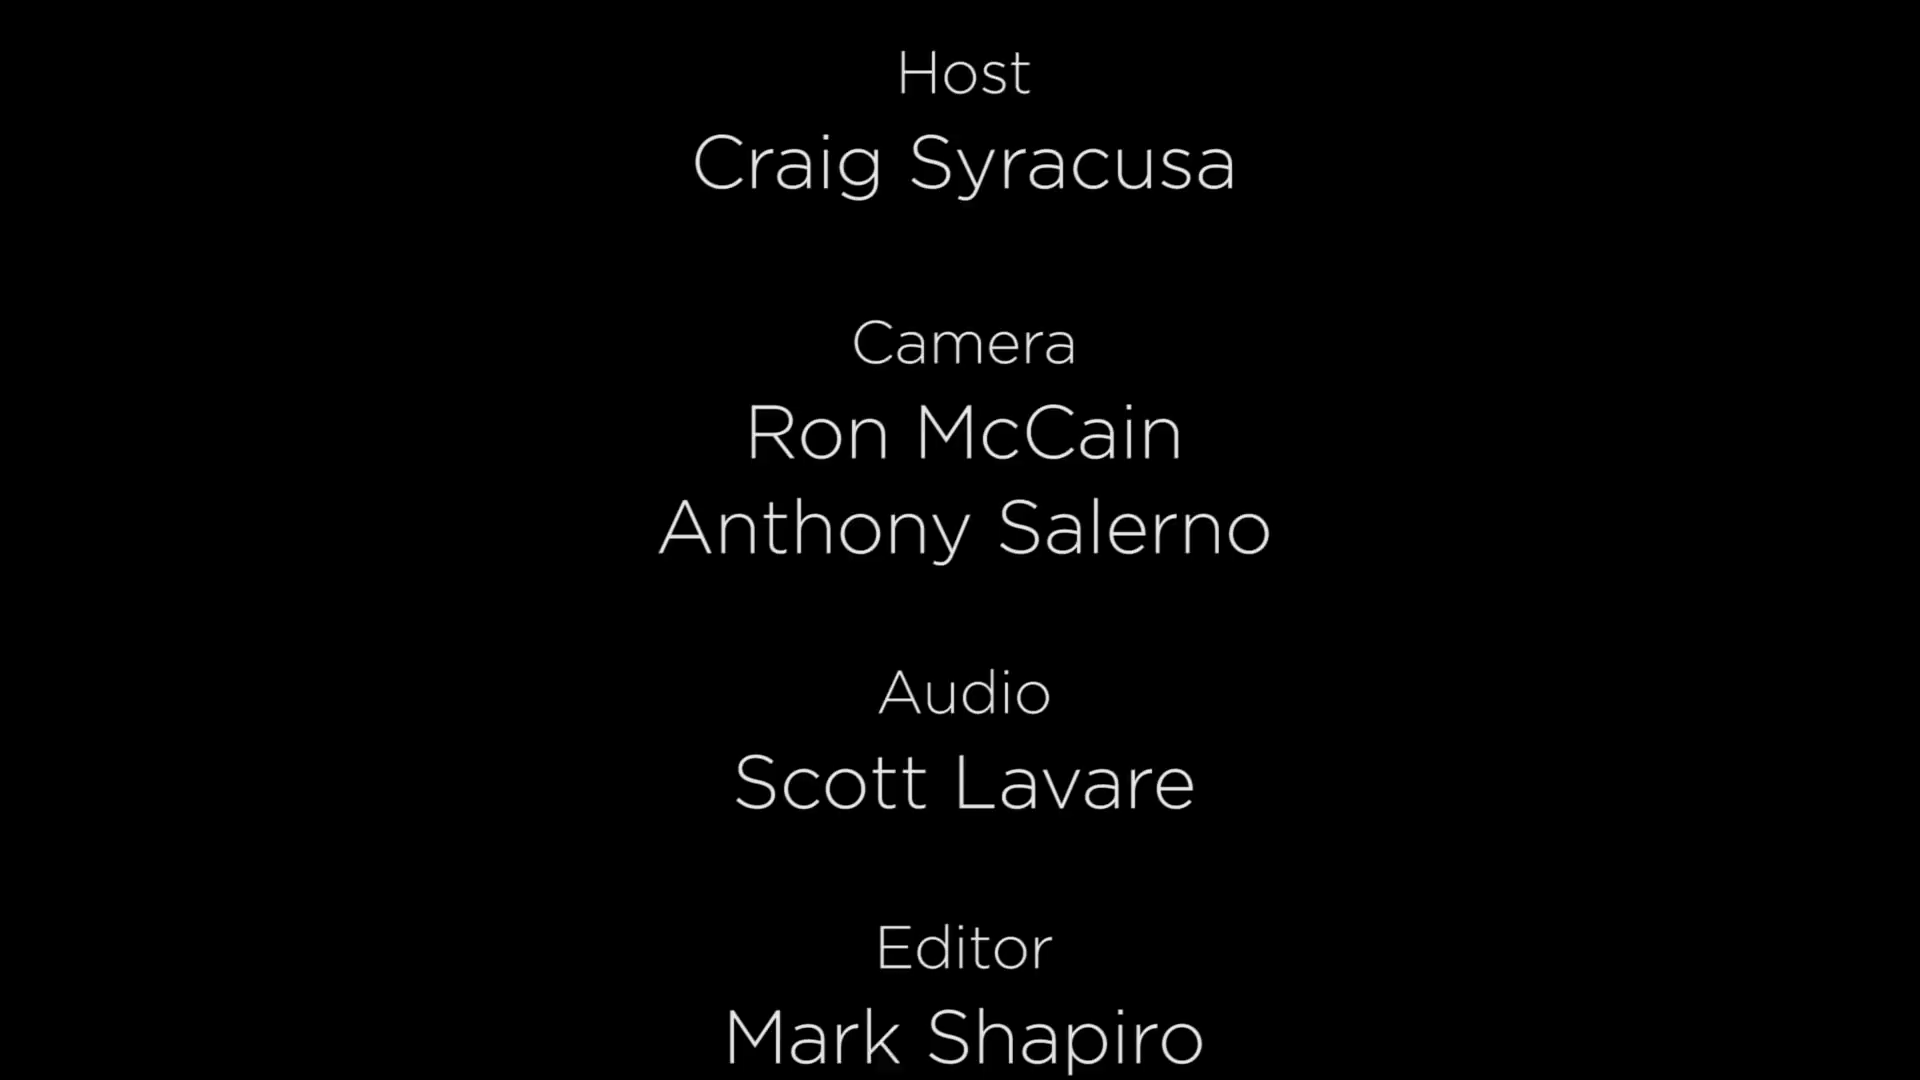 Host
Craig Syracusa
Camera
Ron McCain
Anthony Salerno
Audio
Scott Lavare
Editor
Mark Shapiro